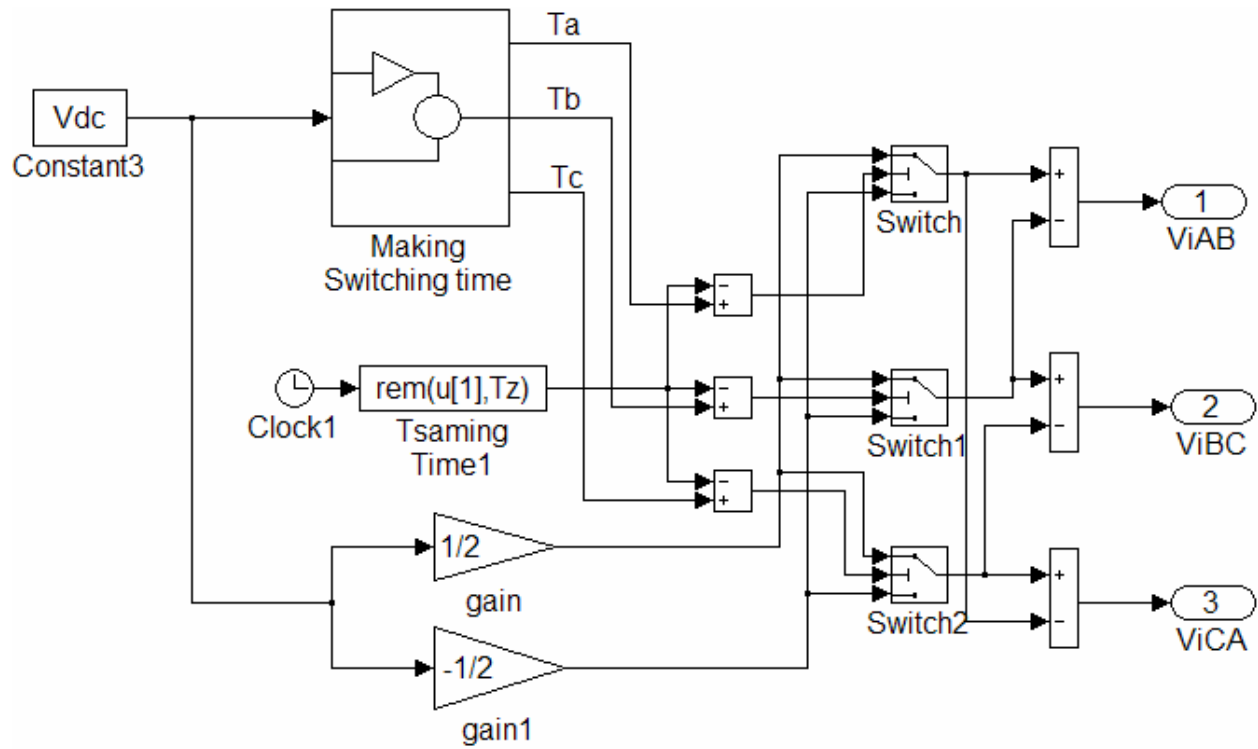 Ta
Vdc
Tb
Constant3
Tc
Making
Switching time
Switch
1
ViAB
-
+
+
-
Clock1
rem(u[1],Tz)
Tsaming
Time1
-
+
Switch1
+
-
2
ViBC
-
+
1/2
gain
Switch2
+
-
3
ViCA
-1/2
gain1